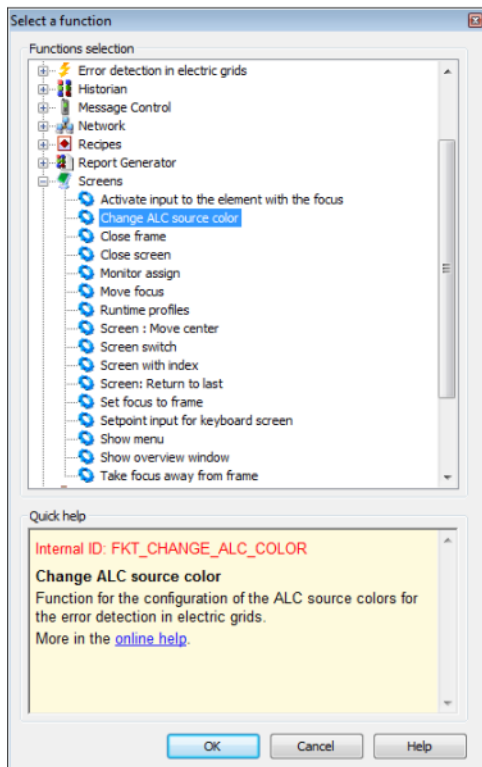 Select a function
Functions selection
Error detection in electric grids
Historian
Message Control
Network
Recipes
Report Generator
Screens
Activate input to the element with the focus
Change ALC source color
Close frame
Close screen
Monitor assign
Move focus
Runtime profiles
Screen : Move center
Screen switch
Screen with index
Screen: Return to last
Set focus to frame
Setpoint input for keyboard screen
Show menu
Show overview window
Take focus away from frame
Quick help
Internal ID: FKT_CHANGE_ALC_COLOR
Change ALC source color
Function for the configuration of the ALC source colors for
the error detection in electric grids.
More in the online help.
OK Cancel Help